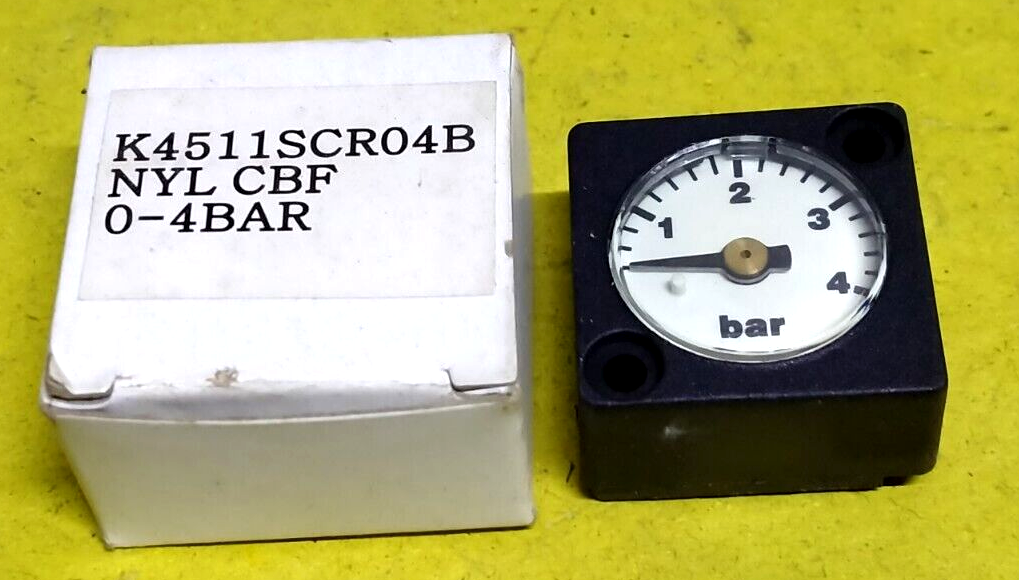 K4511SCR04B
NYL CBF
0-4BAR
1
2
3
4
bar